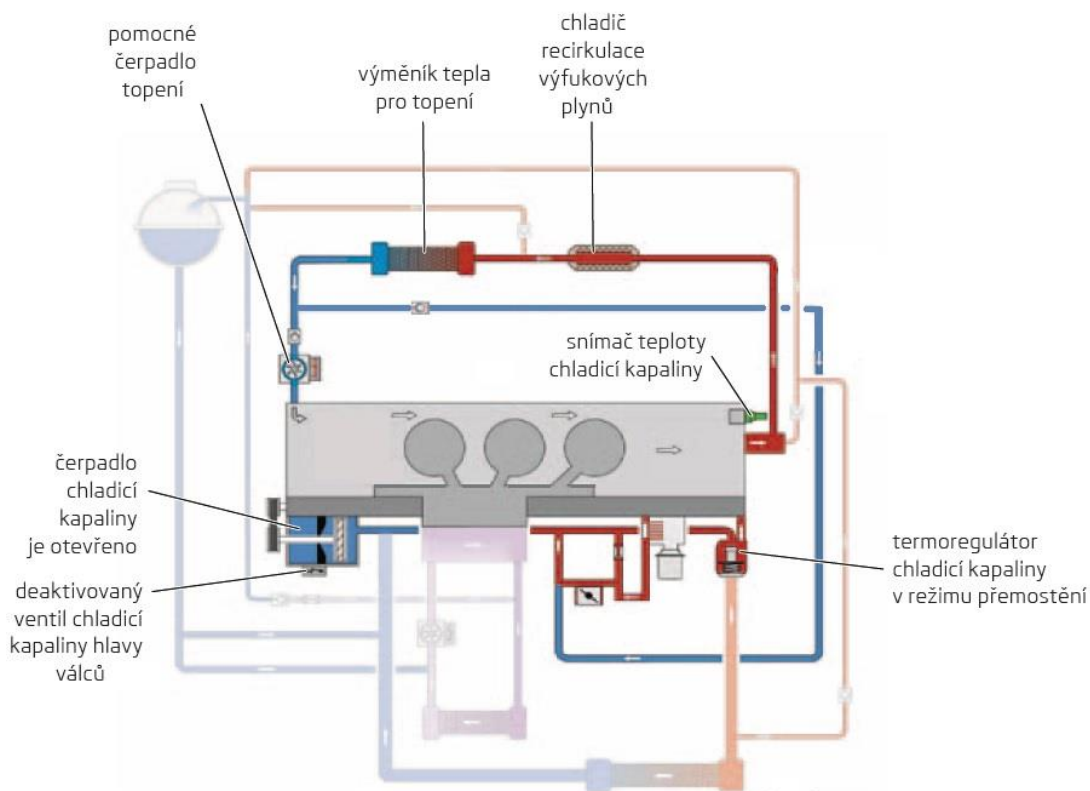 pomocné
čerpadlo
topení
výměník tepla
pro topení
chladič
recirkulace
výfukových
plynů
snímač teploty
chladicí kapaliny
čerpadlo
chladicí
kapaliny
je otevřeno
deaktivovaný
ventil chladicí
kapaliny hlavy
válců
termoregulátor
chladicí kapaliny
v režimu přemostění